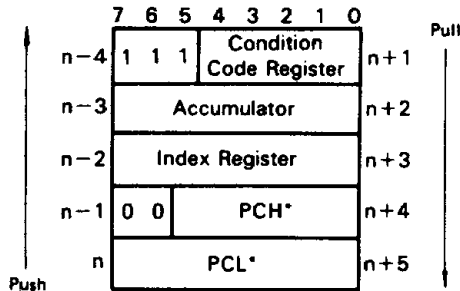 7 6 5 4 3 2 1 0
Pull
n-4 1 1 1 Condition Code Register n+1
n-3 Accumulator n+2
n-2 Index Register n+3
n-1 0 0 PCH* n+4
n PCL* n+5
Push